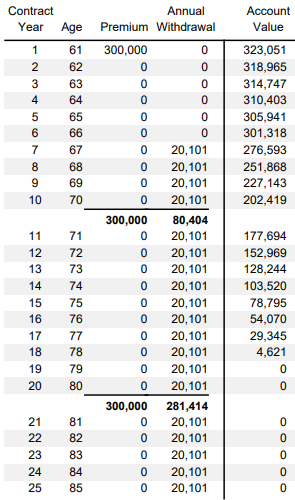 Contract Annual Account
Year Age Premium Withdrawal Value
1 61 300,000 0 323,051
2 62 0 0 318,965
3 63 0 0 314,747
4 64 0 0 310,403
5 65 0 0 305,941
6 66 0 0 301,318
7 67 0 20,101 276,593
8 68 0 20,101 251,868
9 69 0 20,101 227,143
10 70 0 20,101 202,419
300,000 80,404
11 71 0 20,101 177,694
12 72 0 20,101 152,969
13 73 0 20,101 128,244
14 74 0 20,101 103,520
15 75 0 20,101 78,795
16 76 0 20,101 54,070
17 77 0 20,101 29,345
18 78 0 20,101 4,621
19 79 0 20,101 0
20 80 0 20,101 0
300,000 281,414
21 81 0 20,101 0
22 82 0 20,101 0
23 83 0 20,101 0
24 84 0 20,101 0
25 85 0 20,101 0